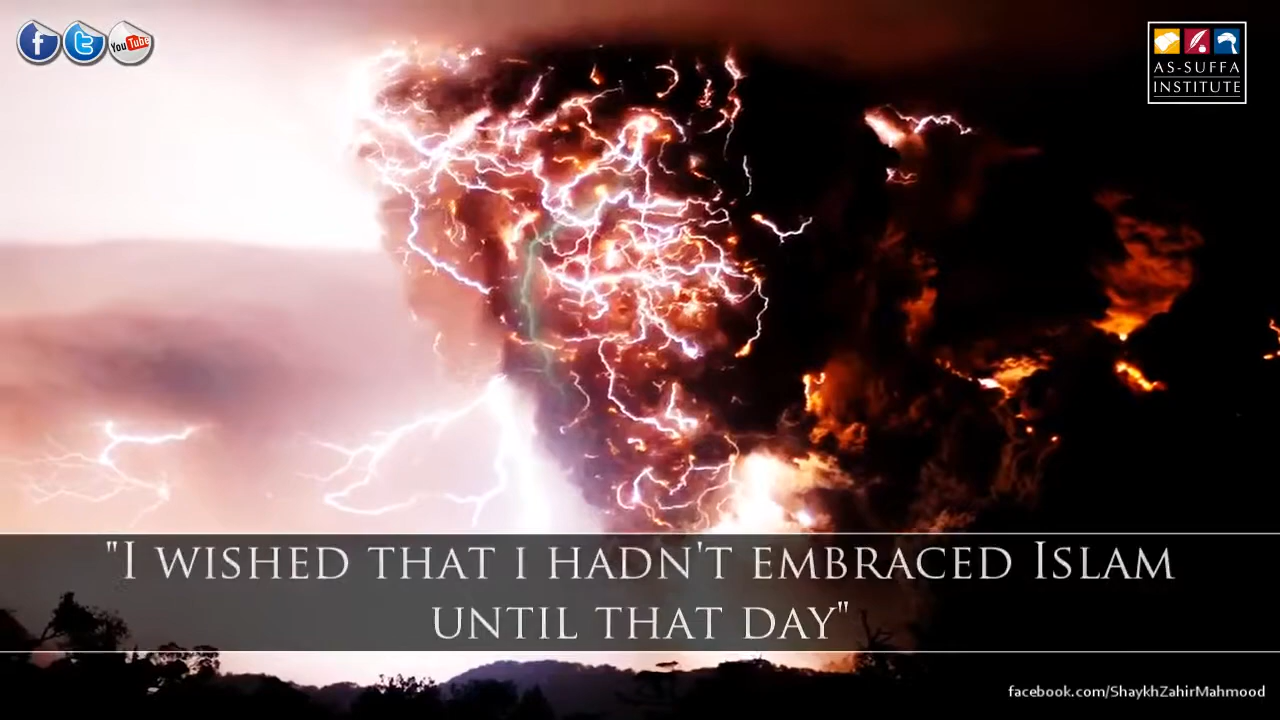 f
t
You Tube
AS-SUFFA
INSTITUTE
"I WISHED THAT I HADN'T EMBRACED ISLAM
UNTIL THAT DAY"
facebook.com/ShaykhZahirMahmood